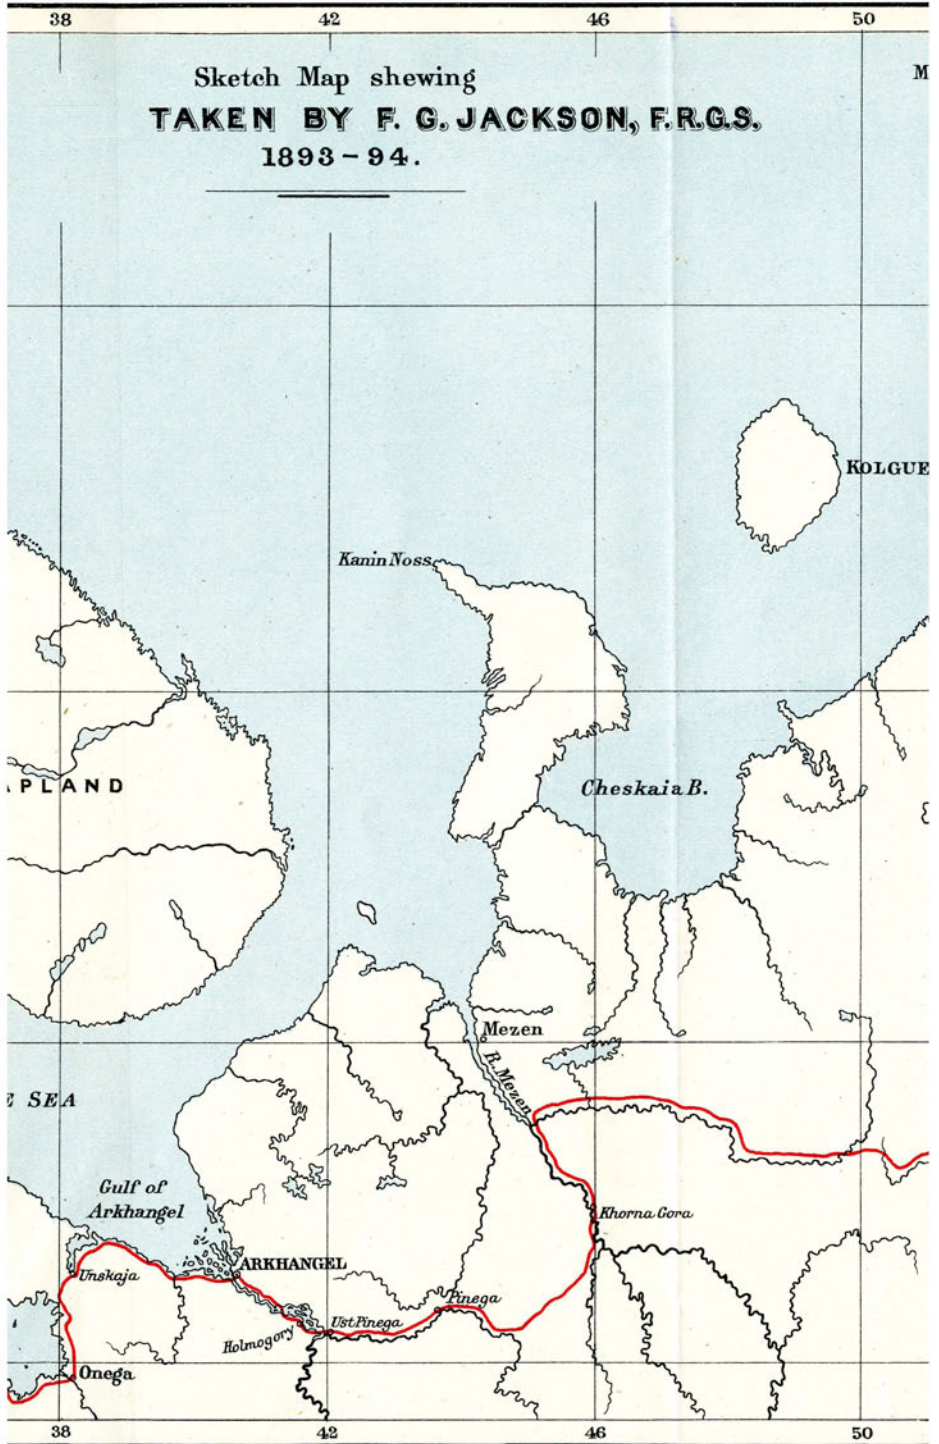 38 42 46 50
Sketch Map shewing
M
TAKEN BY F. G. JACKSON, F.R.G.S.
1893-94.
KOLGUE
Kanin Noss
APLAND
Cheskaia B.
Mezen
R. Mezen
E SEA
Gulf of
Arkhangel
Khorna Gora
ARKHANGEL
Unskaja
Pinega
Ust Pinega
Holmogory
Onega
38 42 46 50